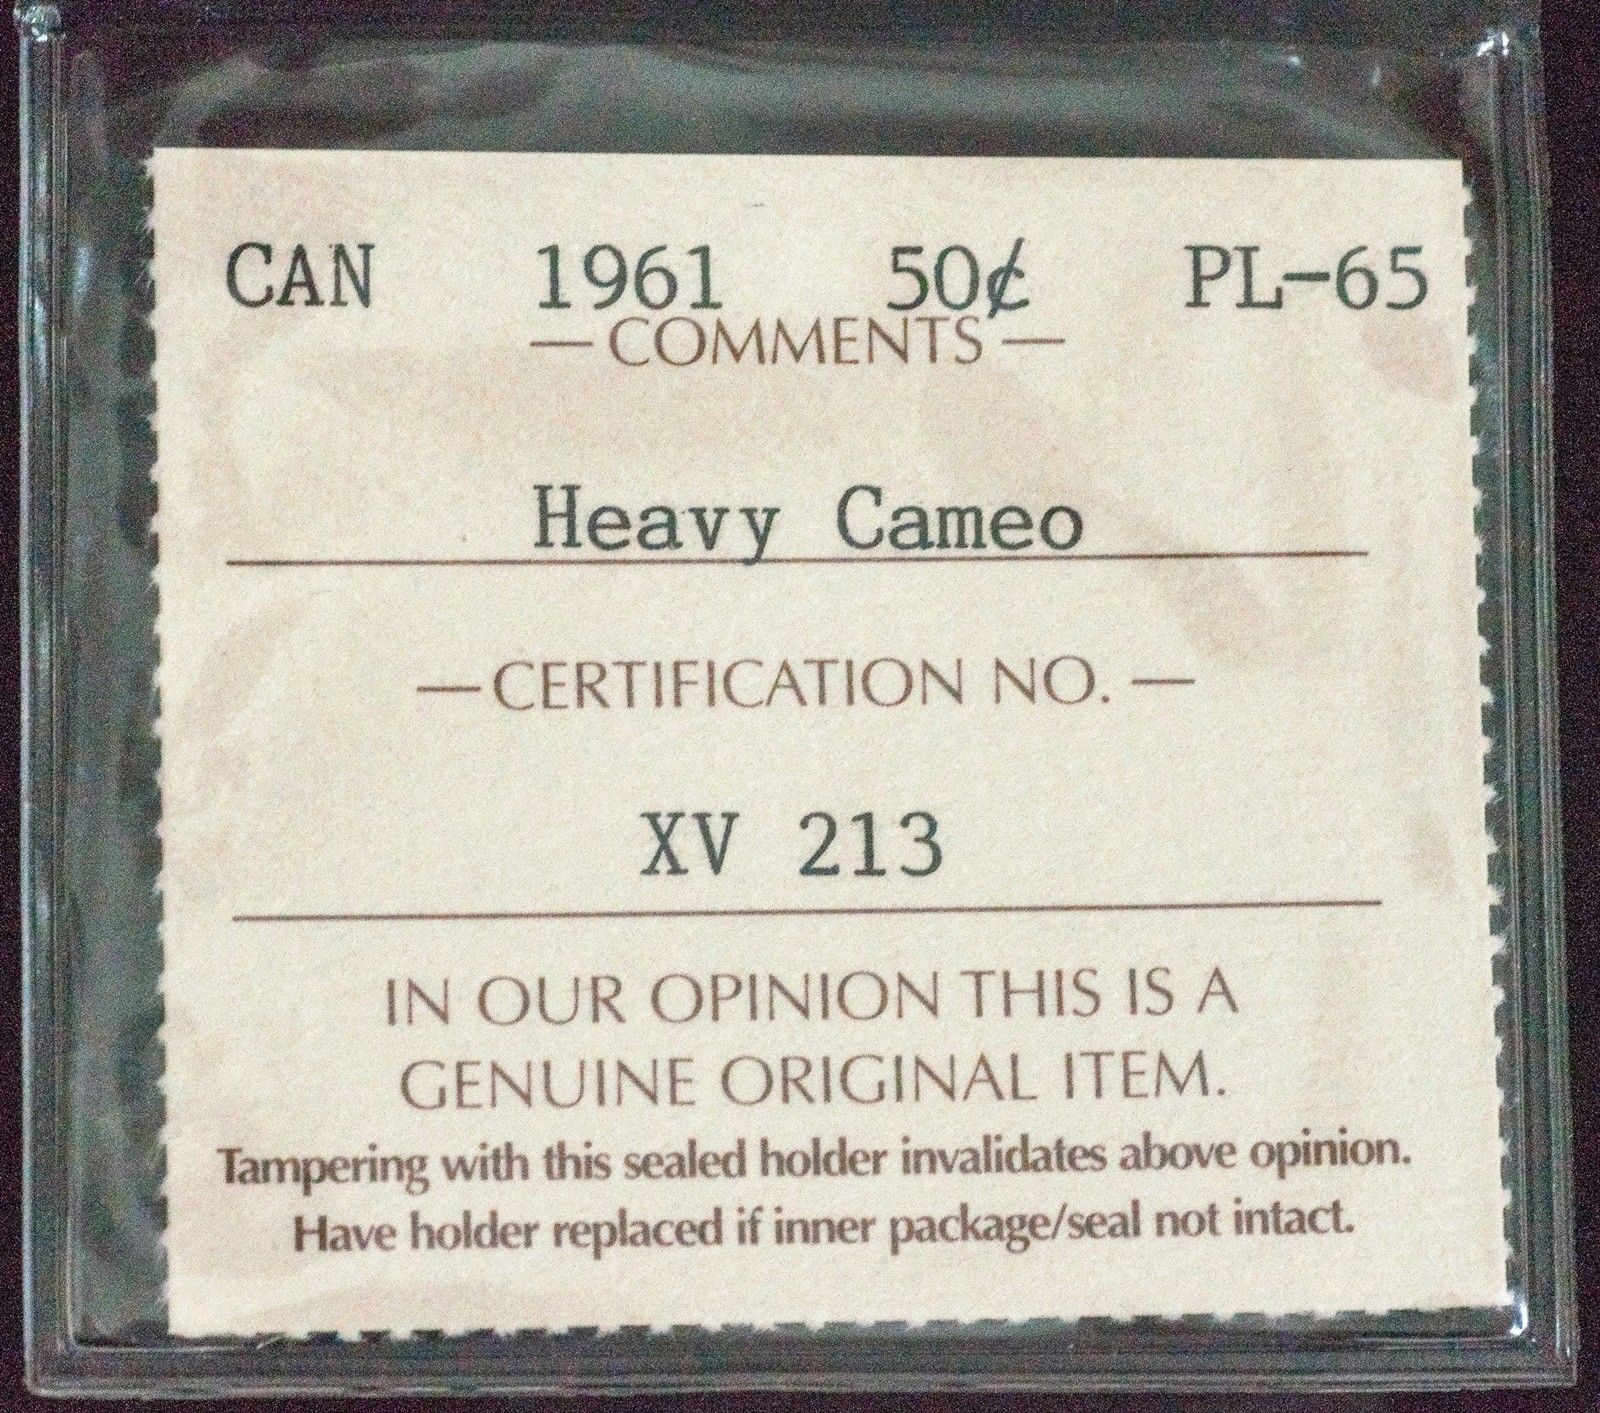 CAN 1961 50¢ PL-65
— COMMENTS —
Heavy Cameo
— CERTIFICATION NO. —
XV 213
IN OUR OPINION THIS IS A
GENUINE ORIGINAL ITEM.
Tampering with this sealed holder invalidates above opinion.
Have holder replaced if inner package/seal not intact.